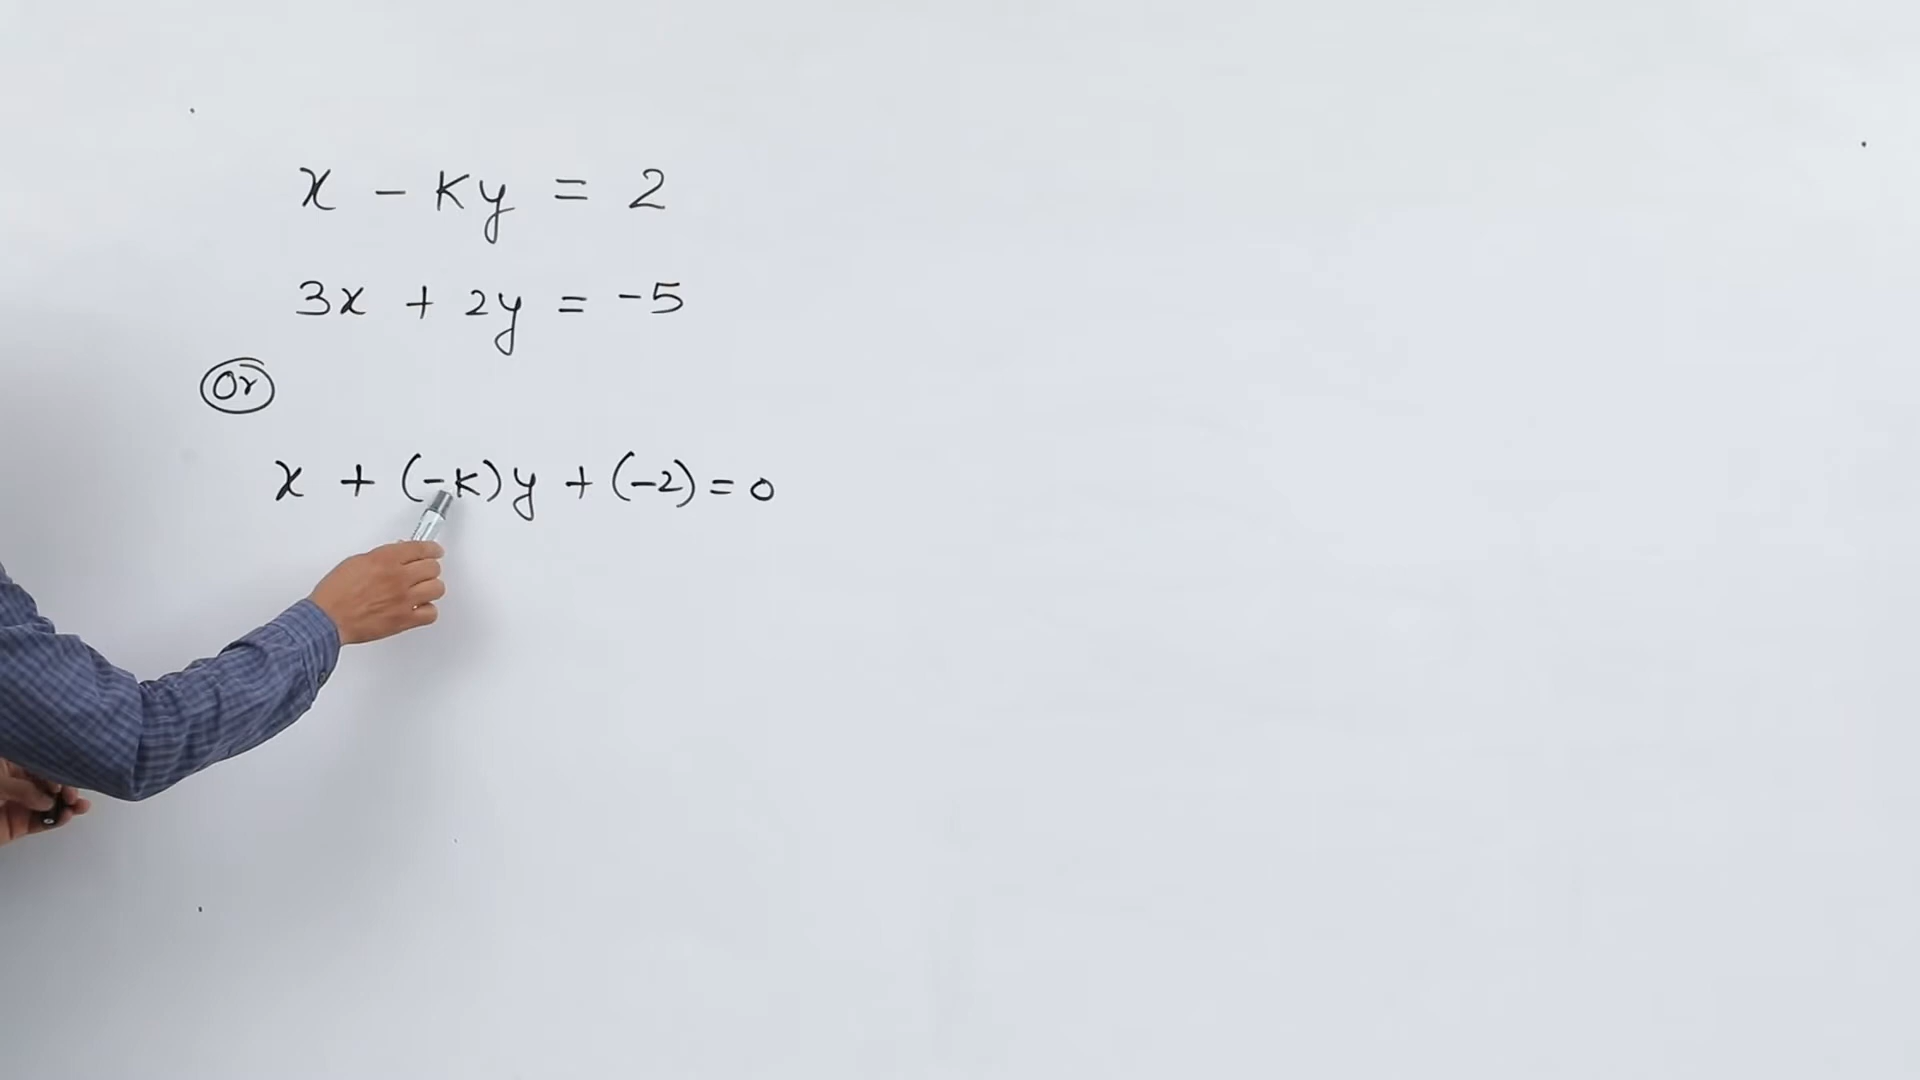 x - ky = 2
3x + 2y = -5
Or
x + (-k)y + (-2) = 0